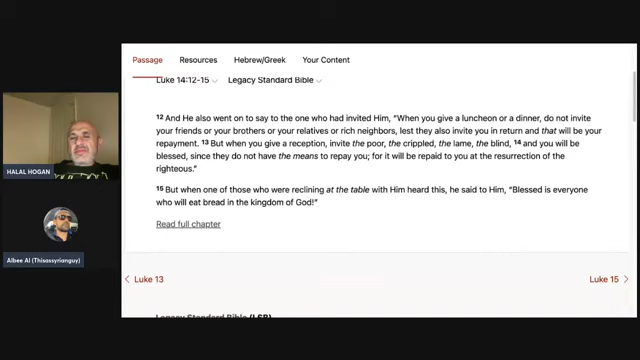 Passage Resources Hebrew/Greek Your Content
Luke 14:12-15 Legacy Standard Bible
12 And He also went on to say to the one who had invited Him, “When you give a luncheon or a dinner, do not invite
your friends or your brothers or your relatives or rich neighbors, lest they also invite you in return and that will be your
repayment. 13 But when you give a reception, invite the poor, the crippled, the lame, the blind, 14 and you will be
blessed, since they do not have the means to repay you; for it will be repaid to you at the resurrection of the
righteous.”
15 But when one of those who were reclining at the table with Him heard this, he said to Him, “Blessed is everyone
who will eat bread in the kingdom of God!”
Read full chapter
Luke 13 Luke 15
Legacy Standard Bible (LSB)
HALAL HOGAN
Albee Al (Thisassyrianguy)